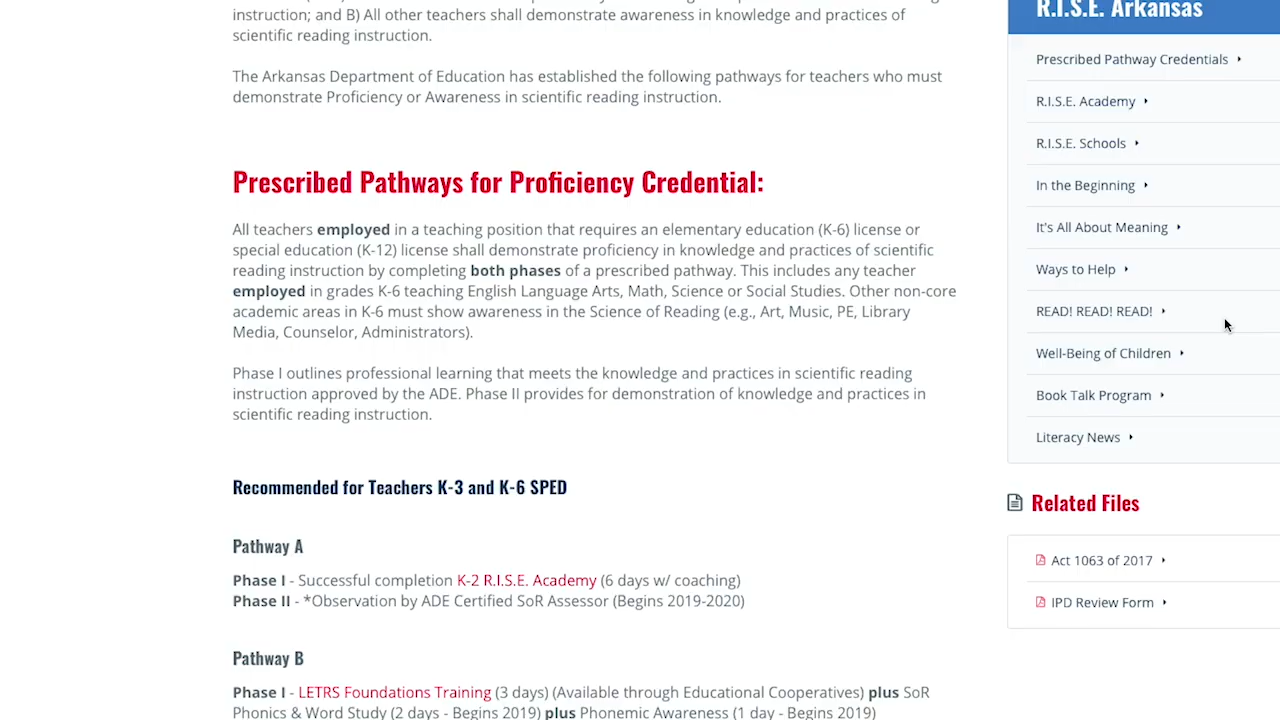 instruction; and B) All other teachers shall demonstrate awareness in knowledge and practices of
scientific reading instruction.
The Arkansas Department of Education has established the following pathways for teachers who must
demonstrate Proficiency or Awareness in scientific reading instruction.
Prescribed Pathways for Proficiency Credential:
All teachers employed in a teaching position that requires an elementary education (K-6) license or
special education (K-12) license shall demonstrate proficiency in knowledge and practices of scientific
reading instruction by completing both phases of a prescribed pathway. This includes any teacher
employed in grades K-6 teaching English Language Arts, Math, Science or Social Studies. Other non-core
academic areas in K-6 must show awareness in the Science of Reading (e.g., Art, Music, PE, Library
Media, Counselor, Administrators).
Phase I outlines professional learning that meets the knowledge and practices in scientific reading
instruction approved by the ADE. Phase II provides for demonstration of knowledge and practices in
scientific reading instruction.
Recommended for Teachers K-3 and K-6 SPED
Pathway A
Phase I - Successful completion K-2 R.I.S.E. Academy (6 days w/ coaching)
Phase II - *Observation by ADE Certified SoR Assessor (Begins 2019-2020)
Pathway B
Phase I - LETRS Foundations Training (3 days) (Available through Educational Cooperatives) plus SoR
Phonics & Word Study (2 days - Begins 2019) plus Phonemic Awareness (1 day - Begins 2019)
R.I.S.E. Arkansas
Prescribed Pathway Credentials
R.I.S.E. Academy
R.I.S.E. Schools
In the Beginning
It's All About Meaning
Ways to Help
READ! READ! READ!
Well-Being of Children
Book Talk Program
Literacy News
Related Files
Act 1063 of 2017
IPD Review Form